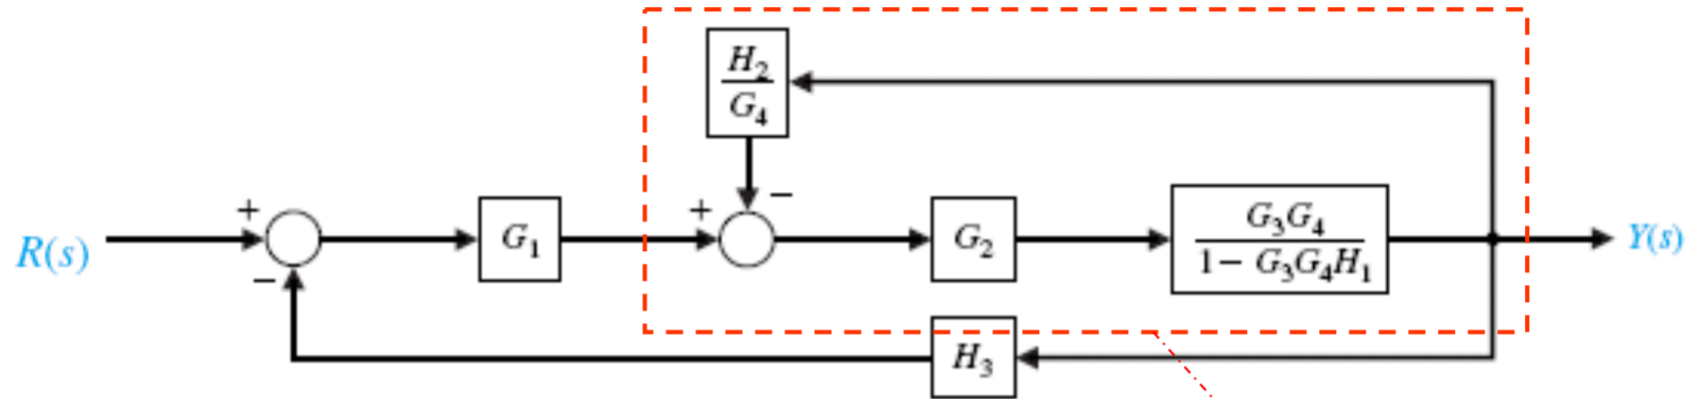 H₂
G₄
−
+
+
R(s)
G₁
G₂
G₃G₄
1− G₃G₄H₁
Y(s)
−
H₃